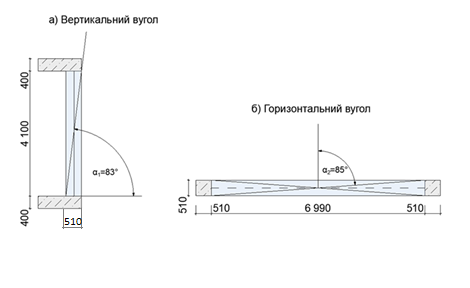 а) Вертикальний вугол
400
4 100
α₁=83°
400
510
б) Горизонтальний вугол
α₂=85°
510
510
6 990
510